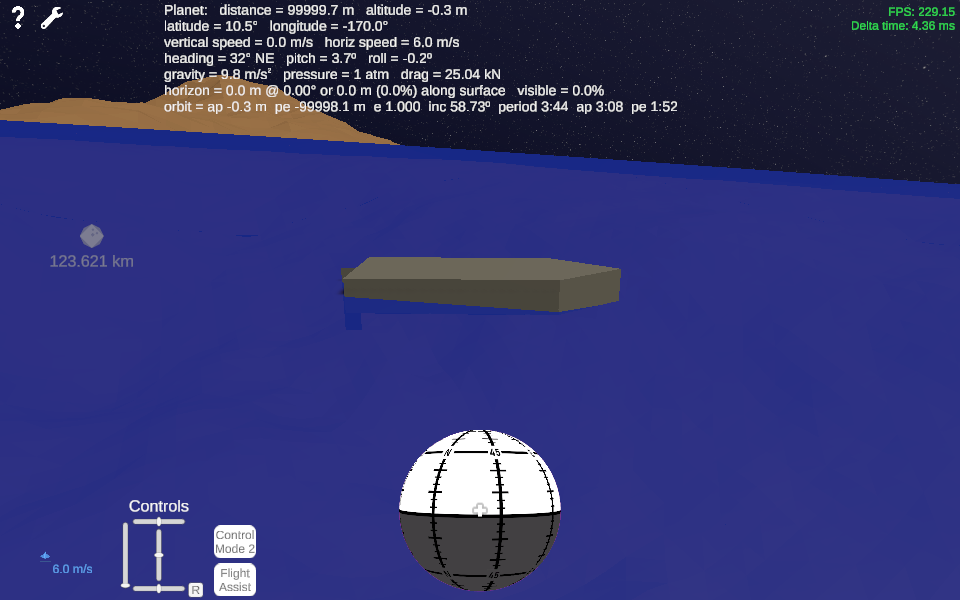 ?
Planet: distance = 99999.7 m altitude = -0.3 m
latitude = 10.5° longitude = -170.0°
vertical speed = 0.0 m/s horiz speed = 6.0 m/s
heading = 32° NE pitch = 3.7º roll = -0.2º
gravity = 9.8 m/s² pressure = 1 atm drag = 25.04 kN
horizon = 0.0 m @ 0.00° or 0.0 m (0.0%) along surface visible = 0.0%
orbit = ap -0.3 m pe -99998.1 m e 1.000 inc 58.73º period 3:44 ap 3:08 pe 1:52
FPS: 229.15
Delta time: 4.36 ms
123.621 km
N 45
45
Controls
Control
Mode 2
Flight
Assist
R
6.0 m/s